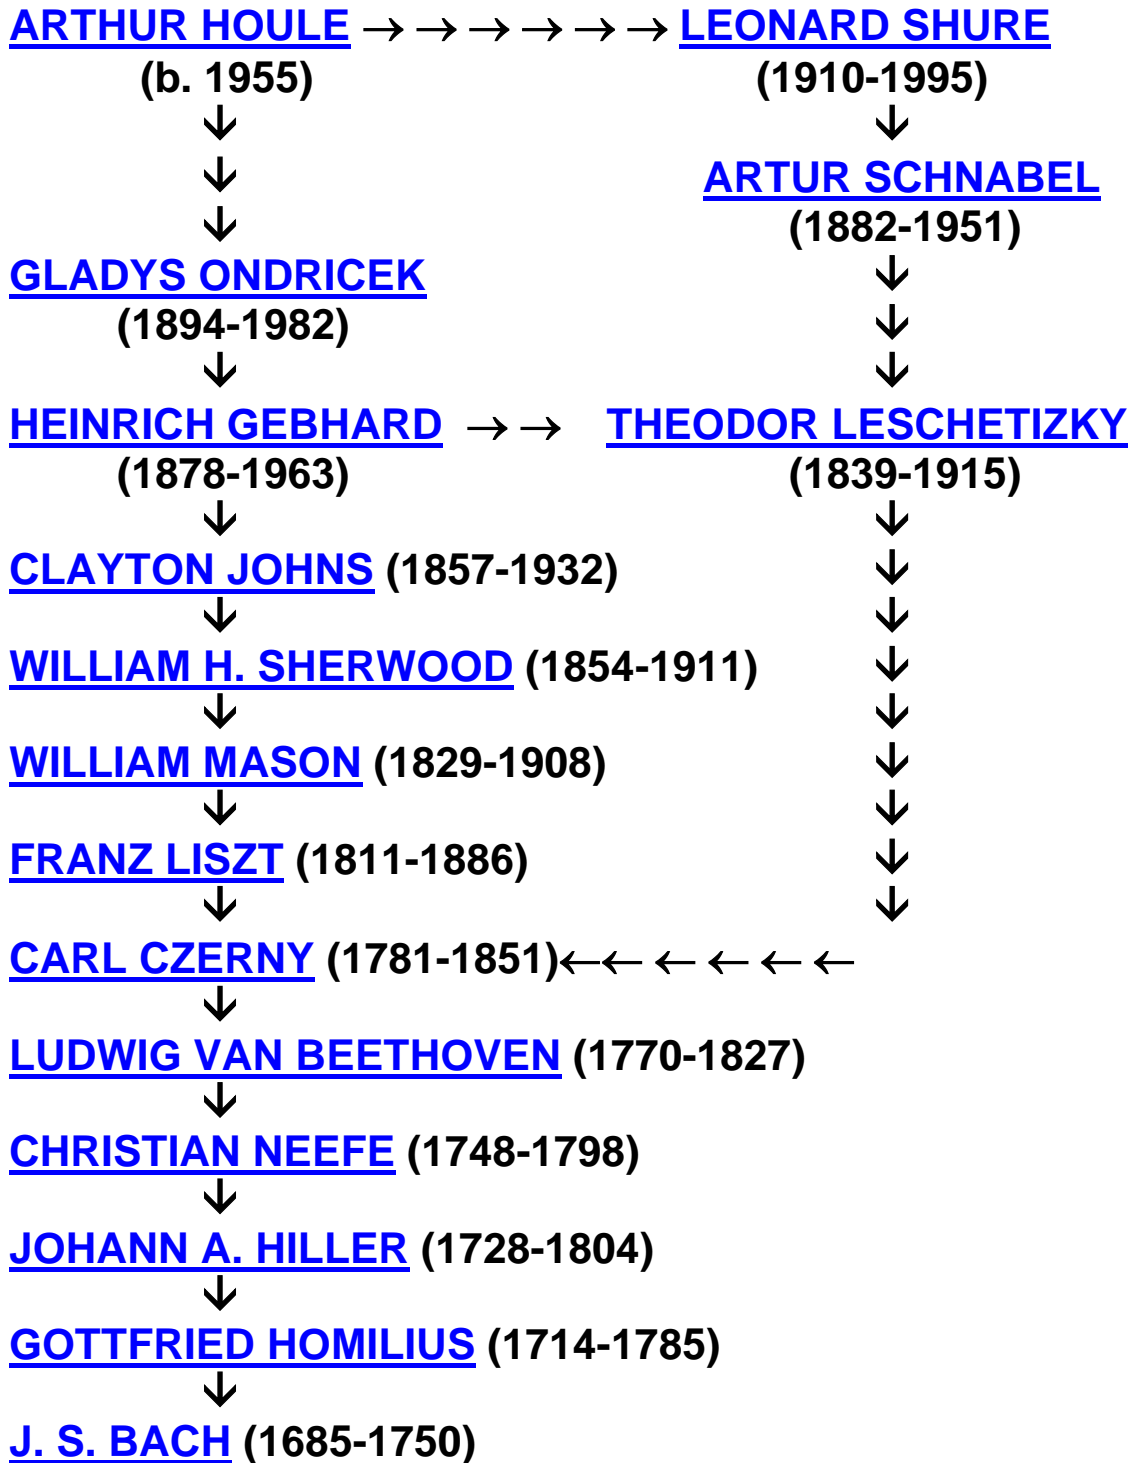 ARTHUR HOULE → → → → → → LEONARD SHURE
(b. 1955) (1910-1995)
↓ ↓
↓ ARTUR SCHNABEL
↓ (1882-1951)
GLADYS ONDRICEK ↓
(1894-1982) ↓
↓ ↓
HEINRICH GEBHARD → → THEODOR LESCHETIZKY
(1878-1963) (1839-1915)
↓ ↓
CLAYTON JOHNS (1857-1932) ↓
↓ ↓
WILLIAM H. SHERWOOD (1854-1911) ↓
↓ ↓
WILLIAM MASON (1829-1908) ↓
↓ ↓
FRANZ LISZT (1811-1886) ↓
↓ ↓
CARL CZERNY (1781-1851)←← ← ← ← ←
↓
LUDWIG VAN BEETHOVEN (1770-1827)
↓
CHRISTIAN NEEFE (1748-1798)
↓
JOHANN A. HILLER (1728-1804)
↓
GOTTFRIED HOMILIUS (1714-1785)
↓
J. S. BACH (1685-1750)